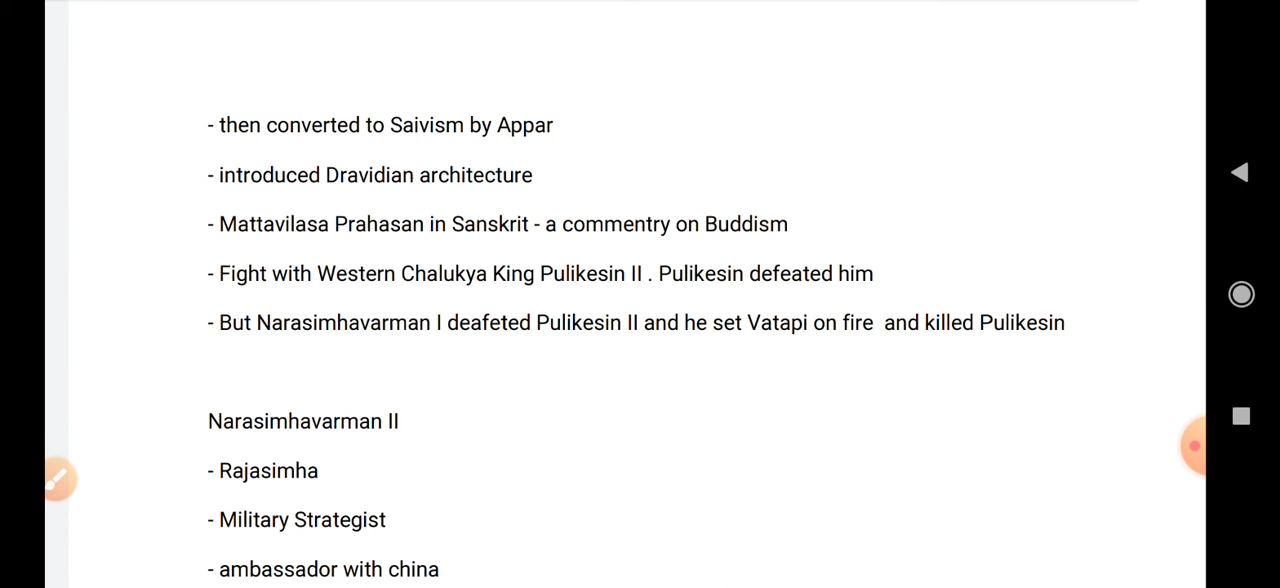 - then converted to Saivism by Appar
- introduced Dravidian architecture
- Mattavilasa Prahasan in Sanskrit - a commentry on Buddism
- Fight with Western Chalukya King Pulikesin II . Pulikesin defeated him
- But Narasimhavarman I deafeted Pulikesin II and he set Vatapi on fire  and killed Pulikesin
Narasimhavarman II
- Rajasimha
- Military Strategist
- ambassador with china